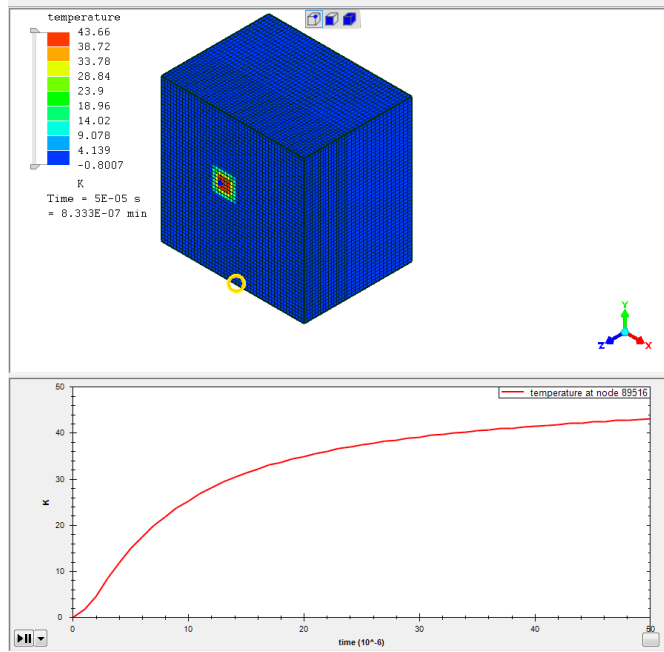 temperature
43.66
38.72
33.78
28.84
23.9
18.96
14.02
9.078
4.139
-0.8007
K
Time = 5E-05 s
= 8.333E-07 min
Y
Z
X
temperature at node 89516
50
40
30
20
10
0
K
0
10
20
30
40
50
time (10^-6)